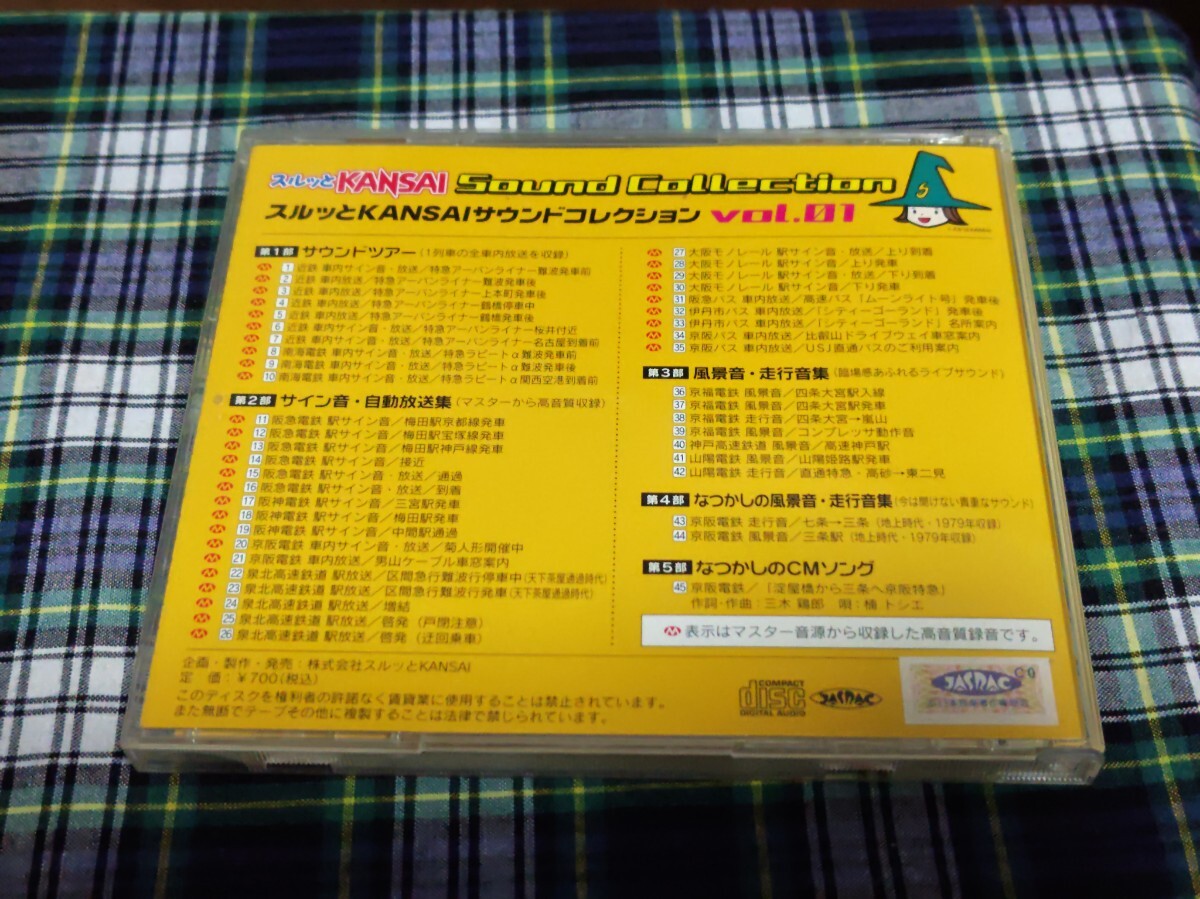 スルッとKANSAI Sound Collection
スルッとKANSAIサウンドコレクション vol.01
第1部 サウンドツアー(1列車の全車内放送を収録)
1 近鉄 車内サイン音・放送/特急アーバンライナー難波発車前
2 近鉄 車内放送/特急アーバンライナー難波発車後
3 近鉄 車内放送/特急アーバンライナー上本町発車後
4 近鉄 車内放送/特急アーバンライナー鶴橋停車中
5 近鉄 車内放送/特急アーバンライナー鶴橋発車後
6 近鉄 車内サイン音・放送/特急アーバンライナー桜井付近
7 近鉄 車内サイン音・放送/特急アーバンライナー名古屋到着前
8 南海電鉄 車内サイン音・放送/特急ラピートα難波発車前
9 南海電鉄 車内サイン音・放送/特急ラピートα難波発車後
10 南海電鉄 車内サイン音・放送/特急ラピートα関西空港到着前
第2部 サイン音・自動放送集(マスターから高音質収録)
11 阪急電鉄 駅サイン音/梅田駅京都線発車
12 阪急電鉄 駅サイン音/梅田駅宝塚線発車
13 阪急電鉄 駅サイン音/梅田駅神戸線発車
14 阪急電鉄 駅サイン音/接近
15 阪急電鉄 駅サイン音・放送/通過
16 阪急電鉄 駅サイン音・放送/到着
17 阪神電鉄 駅サイン音/三宮駅発車
18 阪神電鉄 駅サイン音/梅田駅発車
19 阪神電鉄 駅サイン音/中間駅通過
20 京阪電鉄 車内サイン音・放送/菊人形開催中
21 京阪電鉄 車内放送/男山ケーブル車窓案内
22 泉北高速鉄道 駅放送/区間急行難波行停車中(天下茶屋通過時代)
23 泉北高速鉄道 駅放送/区間急行難波行発車(天下茶屋通過時代)
24 泉北高速鉄道 駅放送/増結
25 泉北高速鉄道 駅放送/啓発(戸閉注意)
26 泉北高速鉄道 駅放送/啓発(迂回乗車)
27 大阪モノレール 駅サイン音・放送/上り到着
28 大阪モノレール 駅サイン音/上り発車
29 大阪モノレール 駅サイン音・放送/下り到着
30 大阪モノレール 駅サイン音/下り発車
31 阪急バス 車内放送/高速バス「ムーンライト号」発車後
32 伊丹市バス 車内放送/「シティーゴーランド」発車後
33 伊丹市バス 車内放送/「シティーゴーランド」名所案内
34 京阪バス 車内放送/比叡山ドライブウェイ車窓案内
35 京阪バス 車内放送/USJ直通バスのご利用案内
第3部 風景音・走行音集(臨場感あふれるライブサウンド)
36 京福電鉄 風景音/四条大宮駅入線
37 京福電鉄 風景音/四条大宮駅発車
38 京福電鉄 走行音/四条大宮→嵐山
39 京福電鉄 風景音/コンプレッサ動作音
40 神戸高速鉄道 風景音/高速神戸駅
41 山陽電鉄 風景音/山陽姫路駅発車
42 山陽電鉄 走行音/直通特急・高砂→東二見
第4部 なつかしの風景音・走行音集(今は聞けない貴重なサウンド)
43 京阪電鉄 走行音/七条→三条(地上時代・1979年収録)
44 京阪電鉄 風景音/三条駅(地上時代・1979年収録)
第5部 なつかしのCMソング
45 京阪電鉄/「淀屋橋から三条へ京阪特急」
作詞・作曲:三木 鶏郎 唄:楠 トシエ
M 表示はマスター音源から収録した高音質録音です。
企画・製作・発売:株式会社スルッとKANSAI
定 価:¥700(税込)
このディスクを権利者の許諾なく賃貸業に使用することは禁止されています。
また無断でテープその他に複製することは法律で禁じられています。
COMPACT
disc
DIGITAL AUDIO
JASRAC
JASRAC